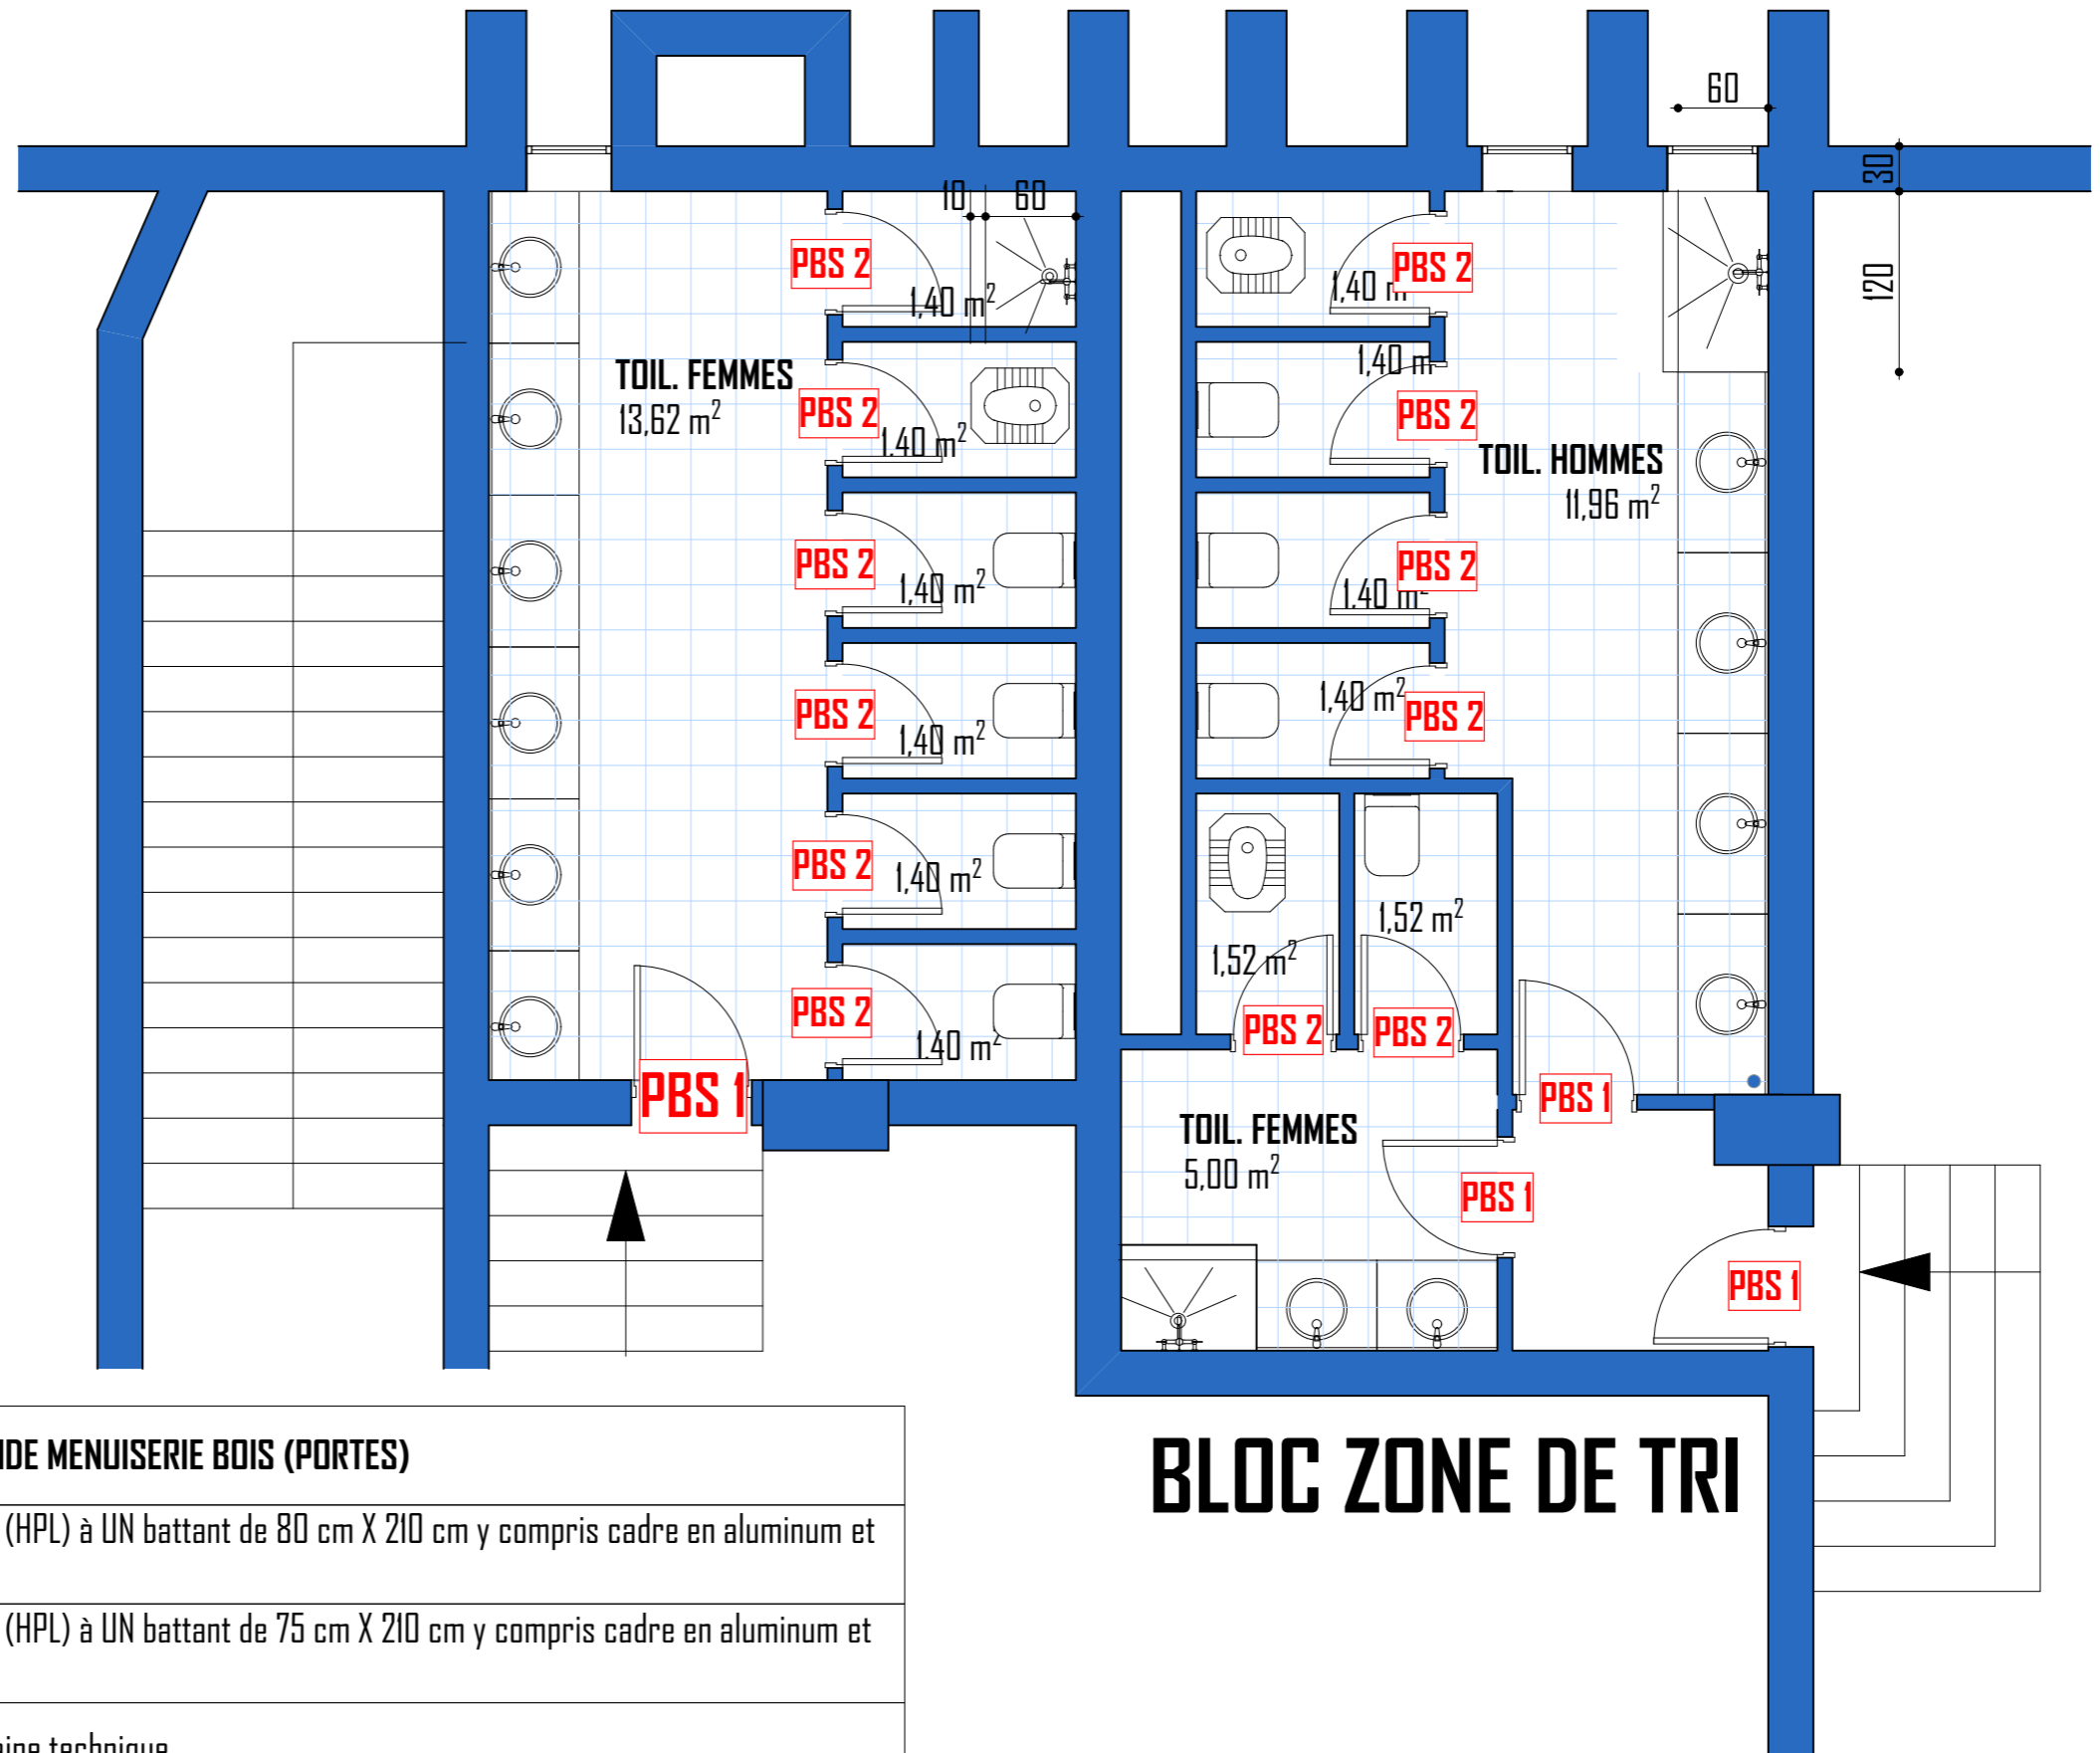 60
30
10 60
120
PBS 2
1,40 m²
PBS 2
1,40 m
TOIL. FEMMES
13,62 m²
PBS 2
1,40 m²
1,40 m
PBS 2
TOIL. HOMMES
11,96 m²
PBS 2
1,40 m²
PBS 2
1,40 m²
PBS 2
1,40 m²
1,40 m²
PBS 2
PBS 2
1,40 m²
1,52 m²
1,52 m²
PBS 2
1,40 m²
PBS 2
PBS 2
PBS 1
PBS 1
TOIL. FEMMES
5,00 m²
PBS 1
PBS 1
BLOC ZONE DE TRI
DE MENUISERIE BOIS (PORTES)
(HPL) à UN battant de 80 cm X 210 cm y compris cadre en aluminum et
(HPL) à UN battant de 75 cm X 210 cm y compris cadre en aluminum et
technique